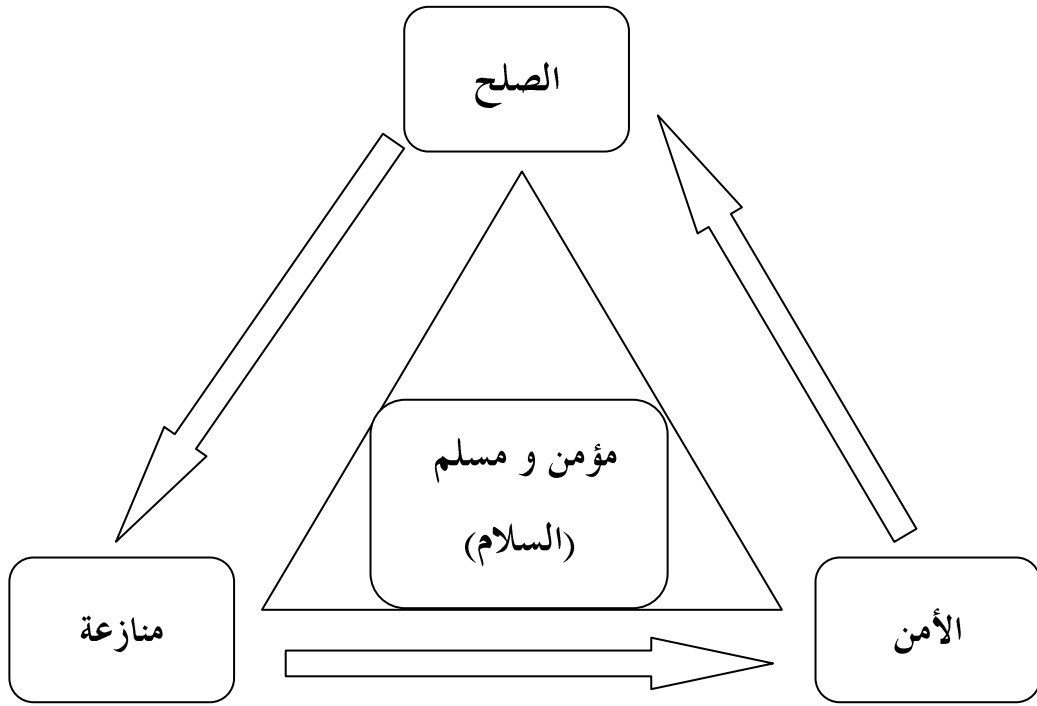 الصلح
مؤمن و مسلم
(السلام)
الأمن
منازعة